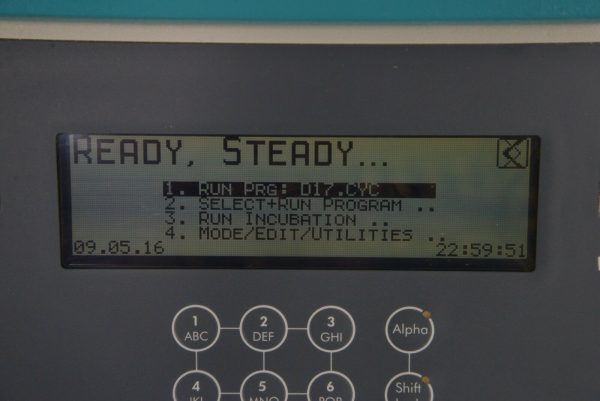 READY, STEADY...
1. RUN PRG: D17.CYC
2. SELECT+RUN PROGRAM ..
3. RUN INCUBATION ..
4. MODE/EDIT/UTILITIES ..
09.05.16 22:59:51
1 2 3
ABC DEF GHI Alpha
4 5 6 Shift